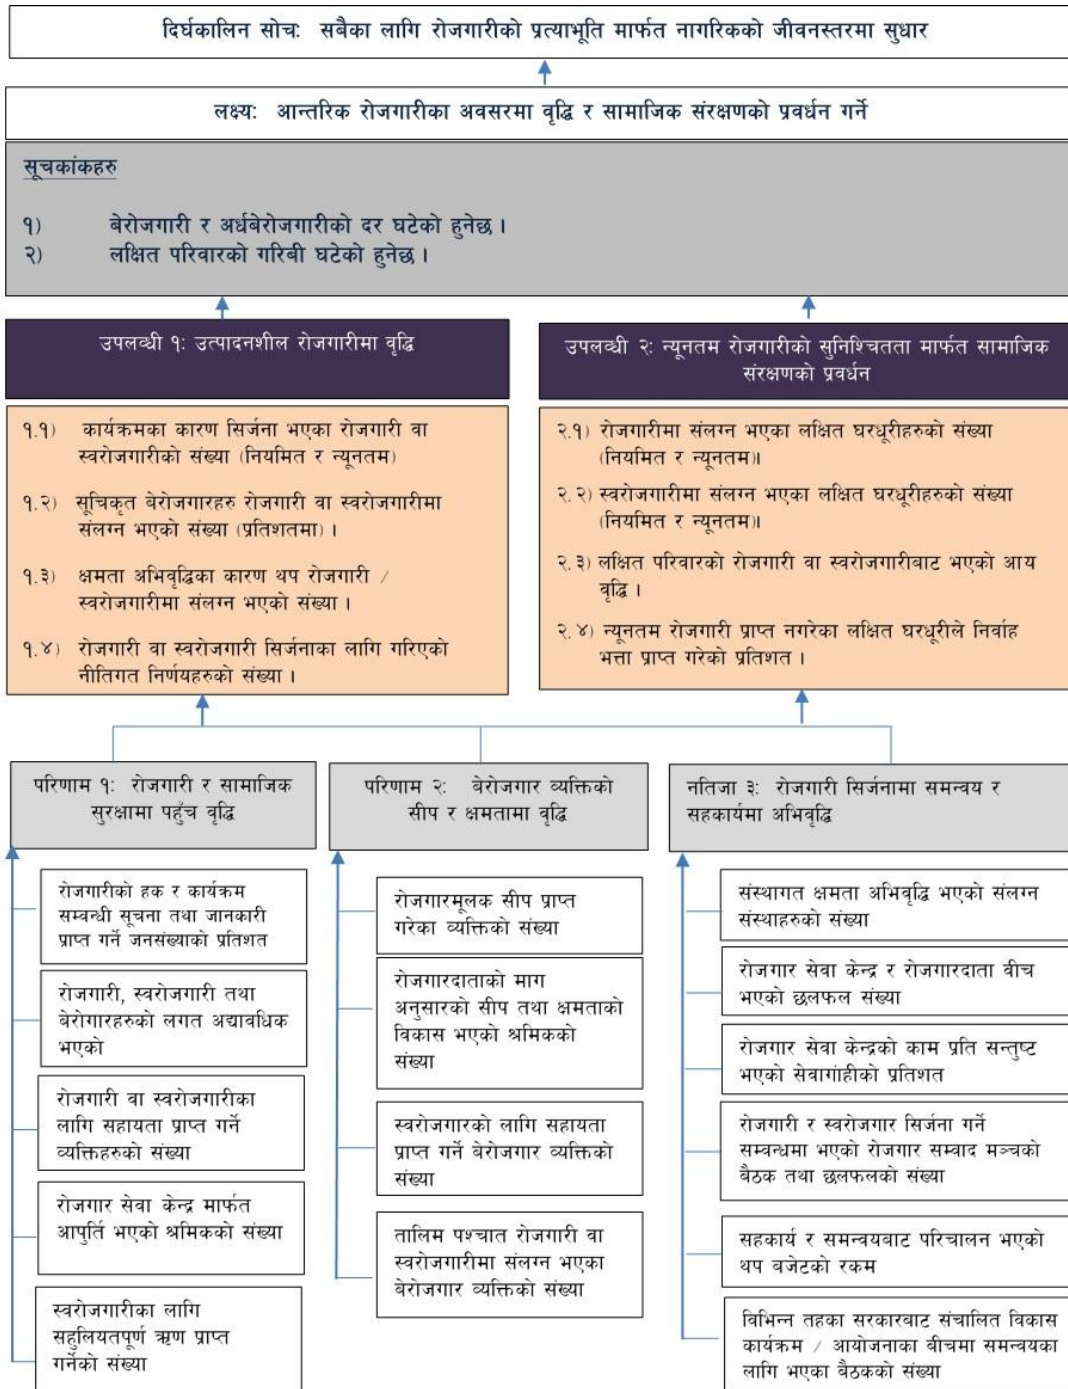 दिर्घकालिन सोच: सबैका लागि रोजगारीको प्रत्याभूति मार्फत नागरिकको जीवनस्तरमा सुधार
लक्ष्य: आन्तरिक रोजगारीका अवसरमा वृद्धि र सामाजिक संरक्षणको प्रवर्धन गर्ने
सूचकांकहरु
१) बेरोजगारी र अर्धबेरोजगारीको दर घटेको हुनेछ ।
२) लक्षित परिवारको गरिबी घटेको हुनेछ ।
उपलब्धी १: उत्पादनशील रोजगारीमा वृद्धि
१.१) कार्यक्रमका कारण सिर्जना भएका रोजगारी वा
स्वरोजगारीको संख्या (नियमित र न्यूनतम)
१.२) सूचिकृत बेरोजगारहरु रोजगारी वा स्वरोजगारीमा
संलग्न भएको संख्या (प्रतिशतमा) ।
१.३) क्षमता अभिवृद्धिका कारण थप रोजगारी /
स्वरोजगारीमा संलग्न भएको संख्या ।
१.४) रोजगारी वा स्वरोजगारी सिर्जनाका लागि गरिएको
नीतिगत निर्णयहरुको संख्या ।
उपलब्धी २: न्यूनतम रोजगारीको सुनिश्चितता मार्फत सामाजिक
संरक्षणको प्रवर्धन
२.१) रोजगारीमा संलग्न भएका लक्षित घरधूरीहरुको संख्या
(नियमित र न्यूनतम)॥
२.२) स्वरोजगारीमा संलग्न भएका लक्षित घरधूरीहरुको संख्या
(नियमित र न्यूनतम)॥
२.३) लक्षित परिवारको रोजगारी वा स्वरोजगारीबाट भएको आय
वृद्धि ।
२.४) न्यूनतम रोजगारी प्राप्त नगरेका लक्षित घरधूरीले निर्वाह
भत्ता प्राप्त गरेको प्रतिशत ।
परिणाम १: रोजगारी र सामाजिक
सुरक्षामा पहुँच वृद्धि
रोजगारीको हक र कार्यक्रम
सम्वन्धी सूचना तथा जानकारी
प्राप्त गर्ने जनसंख्याको प्रतिशत
रोजगारी, स्वरोजगारी तथा
बेरोगारहरुको लगत अद्यावधिक
भएको
रोजगारी वा स्वरोजगारीका
लागि सहायता प्राप्त गर्ने
व्यक्तिहरुको संख्या
रोजगार सेवा केन्द्र मार्फत
आपुर्ति भएको श्रमिकको संख्या
स्वरोजगारीका लागि
सहुलियतपूर्ण ऋण प्राप्त
गर्नेको संख्या
परिणाम २: बेरोजगार व्यक्तिको
सीप र क्षमतामा वृद्धि
रोजगारमूलक सीप प्राप्त
गरेका व्यक्तिको संख्या
रोजगारदाताको माग
अनुसारको सीप तथा क्षमताको
विकास भएको श्रमिकको
संख्या
स्वरोजगारको लागि सहायता
प्राप्त गर्ने बेरोजगार व्यक्तिको
संख्या
तालिम पश्चात रोजगारी वा
स्वरोजगारीमा संलग्न भएका
बेरोजगार व्यक्तिको संख्या
नतिजा ३: रोजगारी सिर्जनामा समन्वय र
सहकार्यमा अभिवृद्धि
संस्थागत क्षमता अभिवृद्धि भएको संलग्न
संस्थाहरुको संख्या
रोजगार सेवा केन्द्र र रोजगारदाता वीच
भएको छलफल संख्या
रोजगार सेवा केन्द्रको काम प्रति सन्तुष्ट
भएको सेवागांहीको प्रतिशत
रोजगारी र स्वरोजगार सिर्जना गर्ने
सम्वन्धमा भएको रोजगार सम्वाद मञ्चको
बैठक तथा छलफलको संख्या
सहकार्य र समन्वयबाट परिचालन भएको
थप बजेटको रकम
विभिन्न तहका सरकारबाट संचालित विकास
कार्यक्रम / आयोजनाका बीचमा समन्वयका
लागि भएका बैठकको संख्या